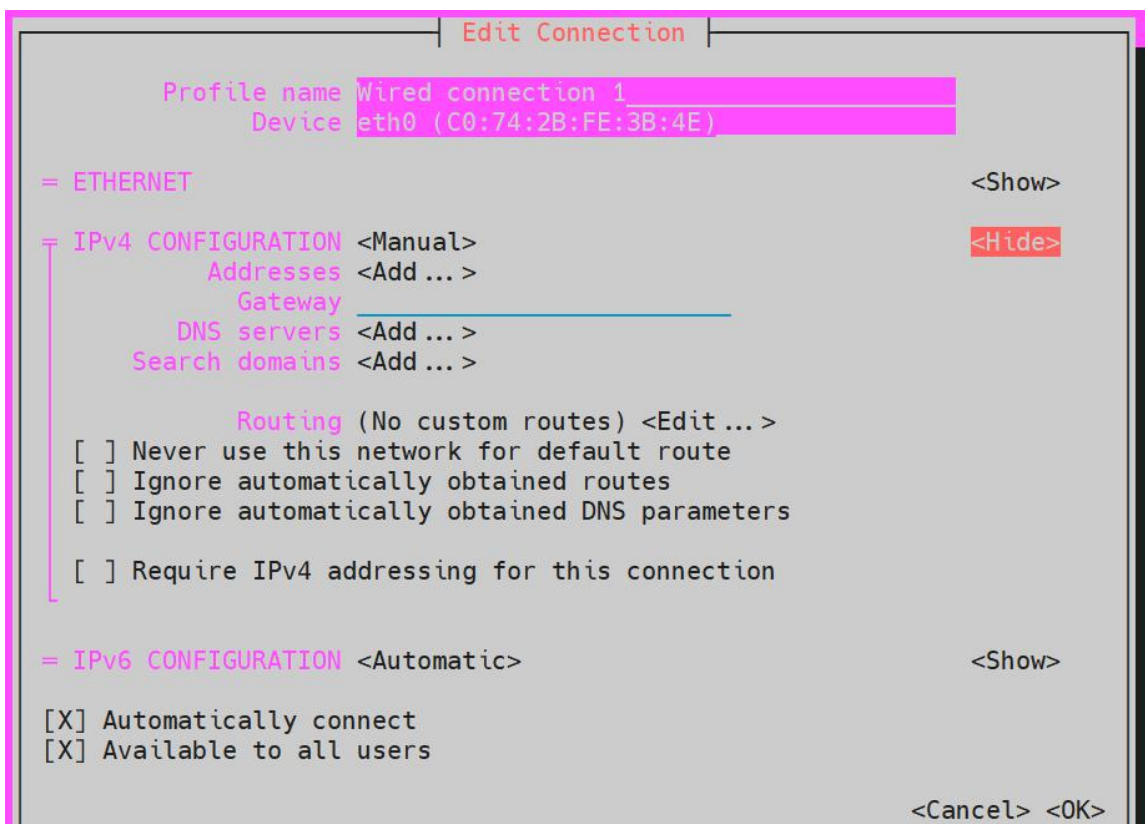 Edit Connection
Profile name Wired connection 1
Device eth0 (C0:74:2B:FE:3B:4E)
= ETHERNET <Show>
= IPv4 CONFIGURATION <Manual> <Hide>
Addresses <Add...>
Gateway
DNS servers <Add...>
Search domains <Add...>
Routing (No custom routes) <Edit...>
[ ] Never use this network for default route
[ ] Ignore automatically obtained routes
[ ] Ignore automatically obtained DNS parameters
[ ] Require IPv4 addressing for this connection
= IPv6 CONFIGURATION <Automatic> <Show>
[X] Automatically connect
[X] Available to all users
<Cancel> <OK>